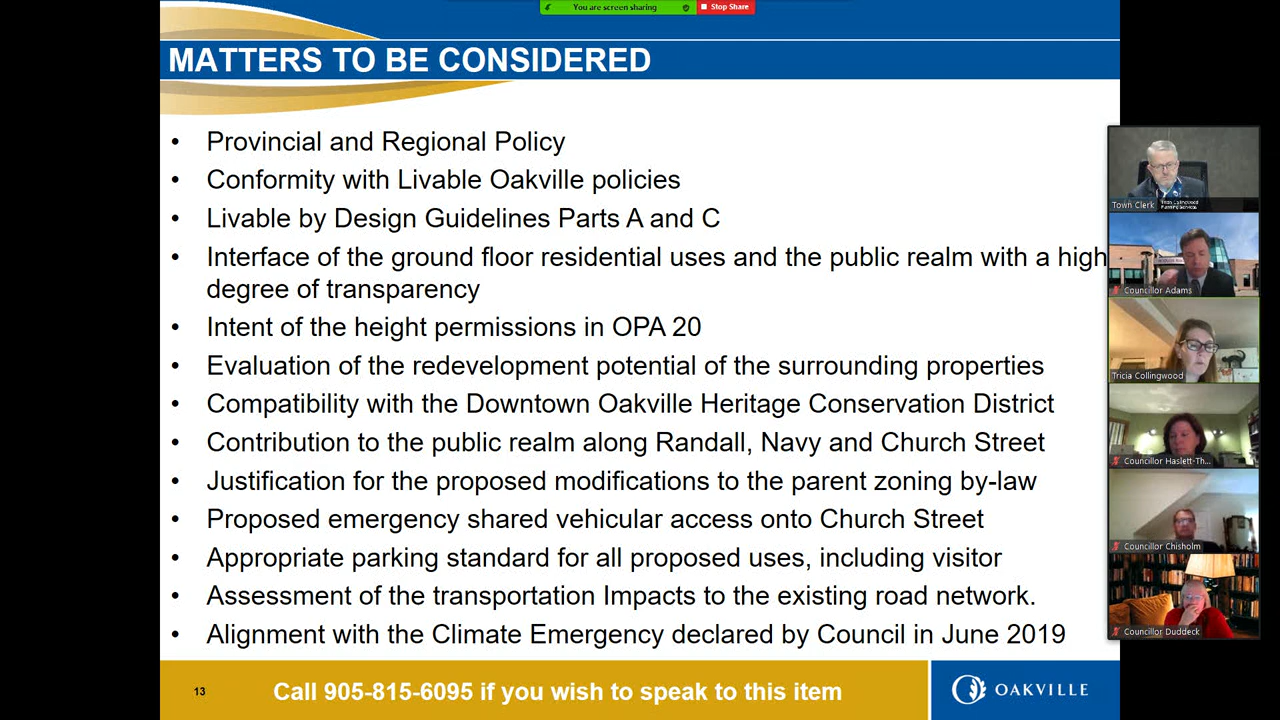 You are screen sharing
Stop Share
MATTERS TO BE CONSIDERED
• Provincial and Regional Policy
• Conformity with Livable Oakville policies
• Livable by Design Guidelines Parts A and C
• Interface of the ground floor residential uses and the public realm with a high
degree of transparency
• Intent of the height permissions in OPA 20
• Evaluation of the redevelopment potential of the surrounding properties
• Compatibility with the Downtown Oakville Heritage Conservation District
• Contribution to the public realm along Randall, Navy and Church Street
• Justification for the proposed modifications to the parent zoning by-law
• Proposed emergency shared vehicular access onto Church Street
• Appropriate parking standard for all proposed uses, including visitor
• Assessment of the transportation Impacts to the existing road network.
• Alignment with the Climate Emergency declared by Council in June 2019
13
Call 905-815-6095 if you wish to speak to this item
OAKVILLE
Town Clerk
Councillor Adams
Tricia Collingwood
Councillor Haslett-Th...
Councillor Chisholm
Councillor Duddeck